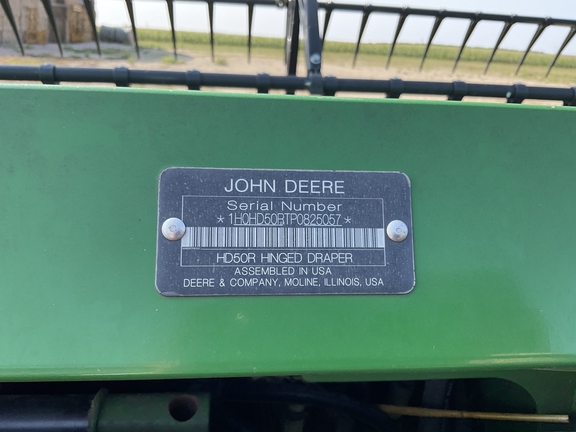 JOHN DEERE
Serial Number
*1H0HD50RTP0825057*
HD50R HINGED DRAPER
ASSEMBLED IN USA
DEERE & COMPANY, MOLINE, ILLINOIS, USA